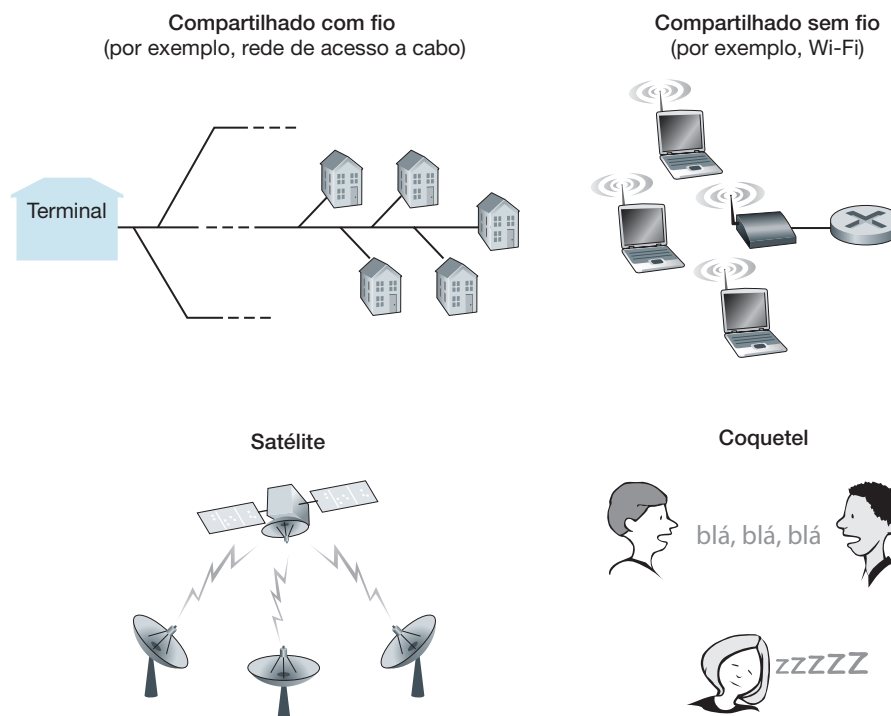 Compartilhado com fio
(por exemplo, rede de acesso a cabo)
Compartilhado sem fio
(por exemplo, Wi-Fi)
Terminal
Satélite
Coquetel
blá, blá, blá
zzzzz